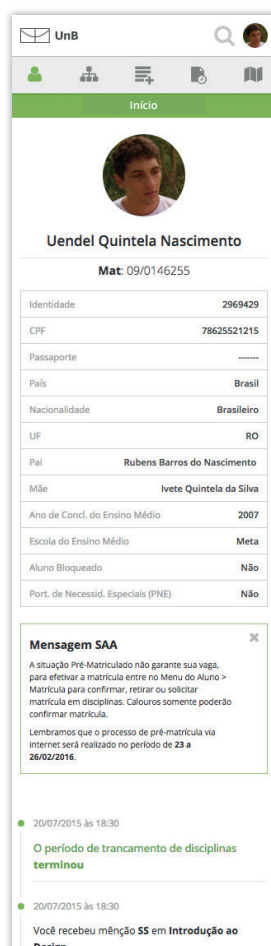 UnB
Início
Uendel Quintela Nascimento
Mat: 09/0146255
Identidade 2969429
CPF 78625521215
Passaporte -------
País Brasil
Nacionalidade Brasileiro
UF RO
Pai Rubens Barros do Nascimento
Mãe Ivete Quintela da Silva
Ano de Concl. do Ensino Médio 2007
Escola do Ensino Médio Meta
Aluno Bloqueado Não
Port. de Necessid. Especiais (PNE) Não
Mensagem SAA
A situação Pré-Matriculado não garante sua vaga,
para efetivar a matrícula entre no Menu do Aluno >
Matrícula para confirmar, retirar ou solicitar
matrícula em disciplinas. Calouros somente poderão
confirmar matrícula.
Lembramos que o processo de pré-matrícula via
internet será realizado no período de 23 a
26/02/2016.
20/07/2015 às 18:30
O período de trancamento de disciplinas
terminou
20/07/2015 às 18:30
Você recebeu mênção SS em Introdução ao
Design